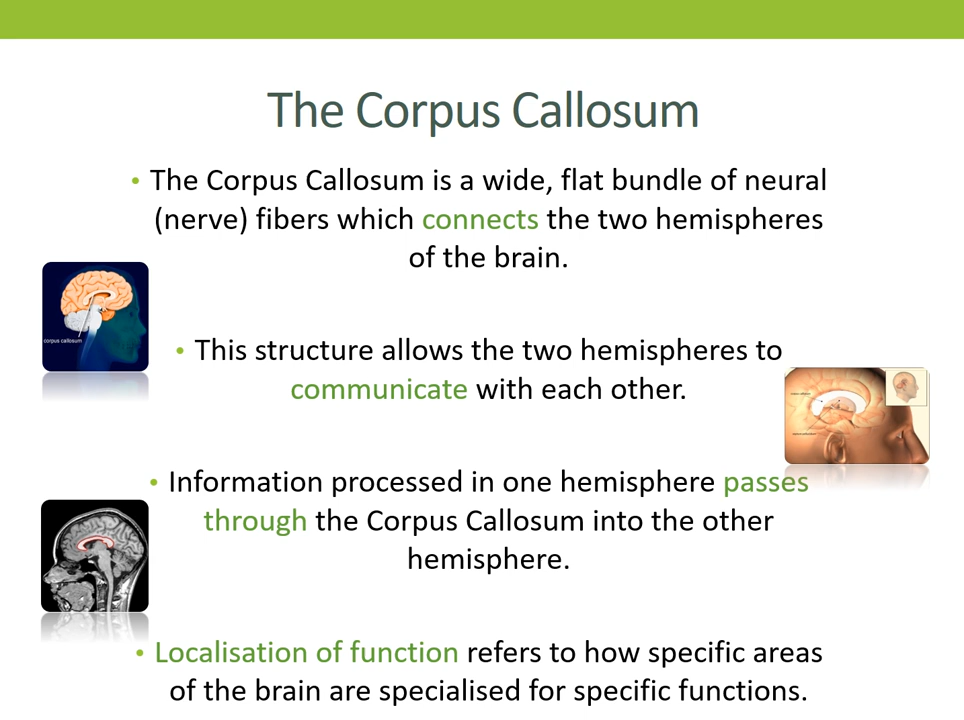 The Corpus Callosum
• The Corpus Callosum is a wide, flat bundle of neural
(nerve) fibers which connects the two hemispheres
of the brain.
corpus callosum
• This structure allows the two hemispheres to
communicate with each other.
• Information processed in one hemisphere passes
through the Corpus Callosum into the other
hemisphere.
• Localisation of function refers to how specific areas
of the brain are specialised for specific functions.